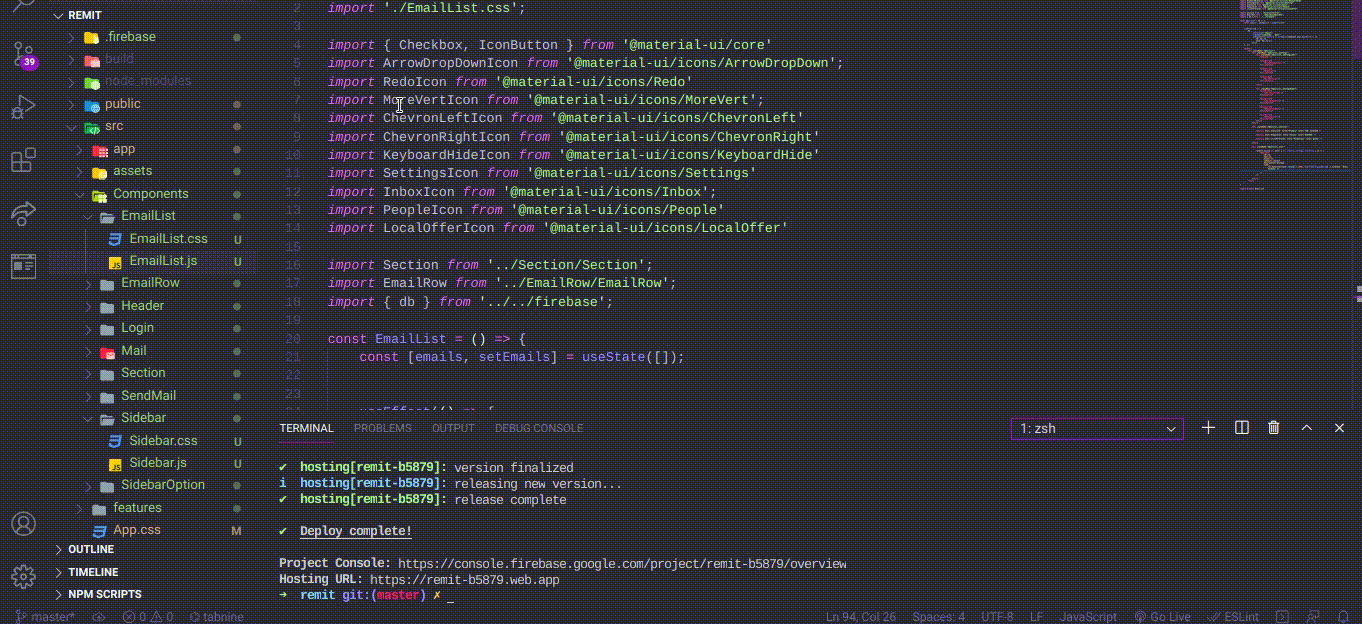 REMIT
.firebase
build
39
node_modules
public
src
app
assets
Components
EmailList
EmailList.css U
EmailList.js U
EmailRow
Header
Login
Mail
Section
SendMail
Sidebar
Sidebar.css U
Sidebar.js U
SidebarOption
features
App.css M
OUTLINE
TIMELINE
NPM SCRIPTS
2 import './EmailList.css';
3
4 import { Checkbox, IconButton } from '@material-ui/core'
5 import ArrowDropDownIcon from '@material-ui/icons/ArrowDropDown';
6 import RedoIcon from '@material-ui/icons/Redo'
7 import MoreVertIcon from '@material-ui/icons/MoreVert';
8 import ChevronLeftIcon from '@material-ui/icons/ChevronLeft'
9 import ChevronRightIcon from '@material-ui/icons/ChevronRight'
10 import KeyboardHideIcon from '@material-ui/icons/KeyboardHide'
11 import SettingsIcon from '@material-ui/icons/Settings'
12 import InboxIcon from '@material-ui/icons/Inbox';
13 import PeopleIcon from '@material-ui/icons/People'
14 import LocalOfferIcon from '@material-ui/icons/LocalOffer'
15
16 import Section from '../Section/Section';
17 import EmailRow from '../EmailRow/EmailRow';
18 import { db } from '../../firebase';
19
20 const EmailList = () => {
21 const [emails, setEmails] = useState([]);
22
23
24 useEffect(() => {
TERMINAL PROBLEMS OUTPUT DEBUG CONSOLE 1: zsh
✔ hosting[remit-b5879]: version finalized
i hosting[remit-b5879]: releasing new version...
✔ hosting[remit-b5879]: release complete
✔ Deploy complete!
Project Console: https://console.firebase.google.com/project/remit-b5879/overview
Hosting URL: https://remit-b5879.web.app
➜ remit git:(master) ✗ _
master* 0 0 tabnine Ln 94, Col 26 Spaces: 4 UTF-8 LF JavaScript Go Live ESLint